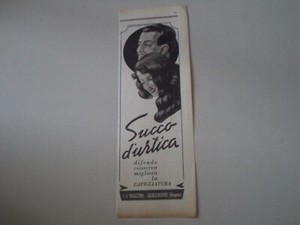 Succo
d'urtica
difende
conserva
migliora
la
CAPIGLIATURA